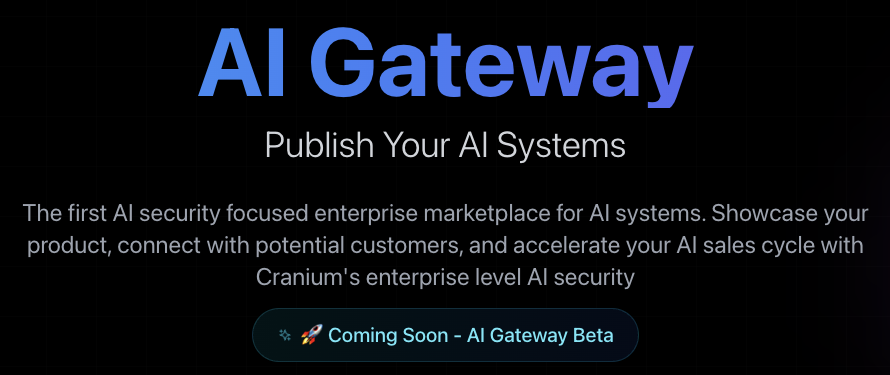 AI Gateway
Publish Your AI Systems
The first AI security focused enterprise marketplace for AI systems. Showcase your
product, connect with potential customers, and accelerate your AI sales cycle with
Cranium's enterprise level AI security
🚀 Coming Soon - AI Gateway Beta